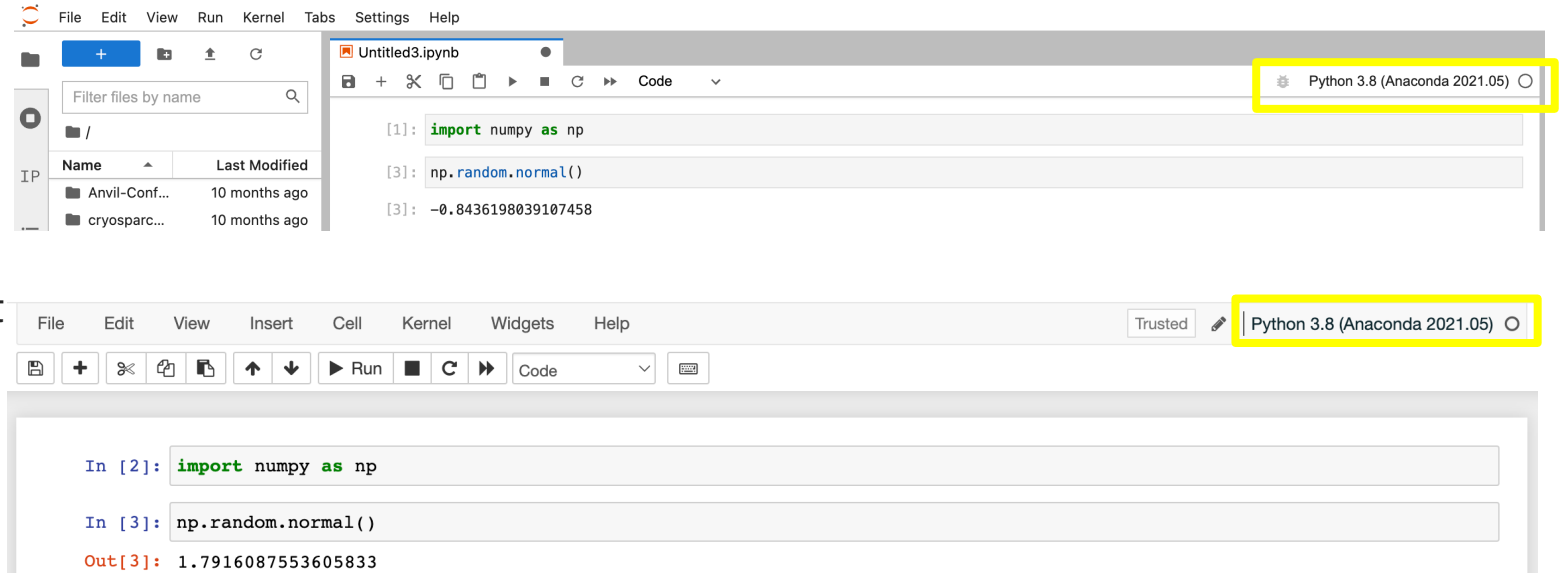 File Edit View Run Kernel Tabs Settings Help
+
Untitled3.ipynb
Filter files by name
Code
Python 3.8 (Anaconda 2021.05)
/
[1]: import numpy as np
Name Last Modified
IP
[3]: np.random.normal()
Anvil-Conf... 10 months ago
[3]: -0.8436198039107458
cryosparc... 10 months ago
File Edit View Insert Cell Kernel Widgets Help
Trusted
Python 3.8 (Anaconda 2021.05)
Run
Code
In [2]: import numpy as np
In [3]: np.random.normal()
Out[3]: 1.7916087553605833